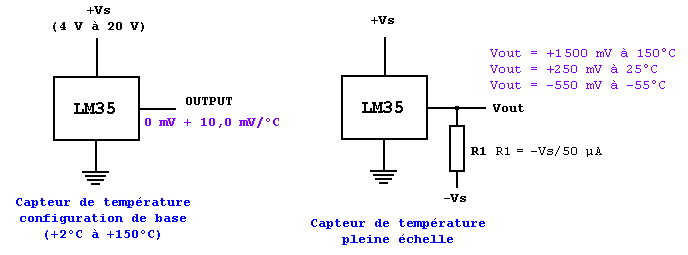 +Vs
(4 V à 20 V)
LM35
OUTPUT
0 mV + 10,0 mV/°C
Capteur de température
configuration de base
(+2°C à +150°C)
+Vs
Vout = +1500 mV à 150°C
Vout = +250 mV à 25°C
Vout = -550 mV à -55°C
LM35
Vout
R1 R1 = -Vs/50 µA
-Vs
Capteur de température
pleine échelle